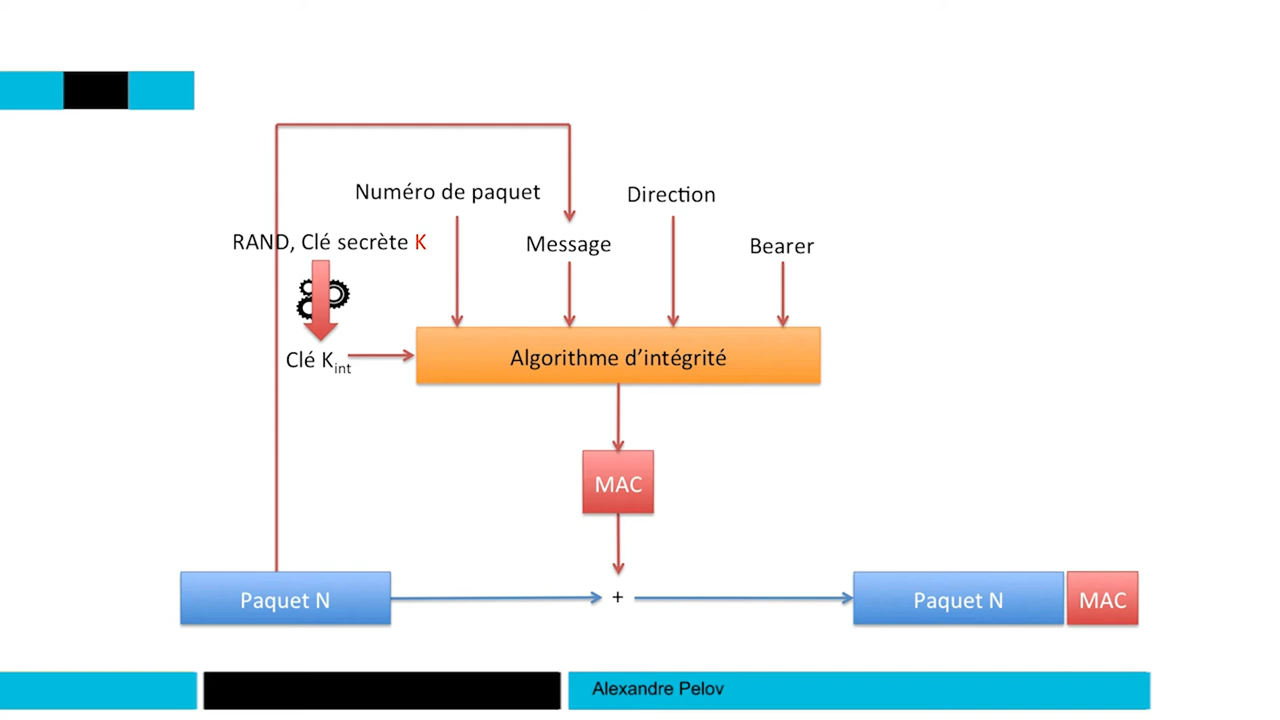 Numéro de paquet
Direction
RAND, Clé secrète K
Message
Bearer
Clé Kint
Algorithme d’intégrité
MAC
Paquet N
+
Paquet N
MAC
Alexandre Pelov